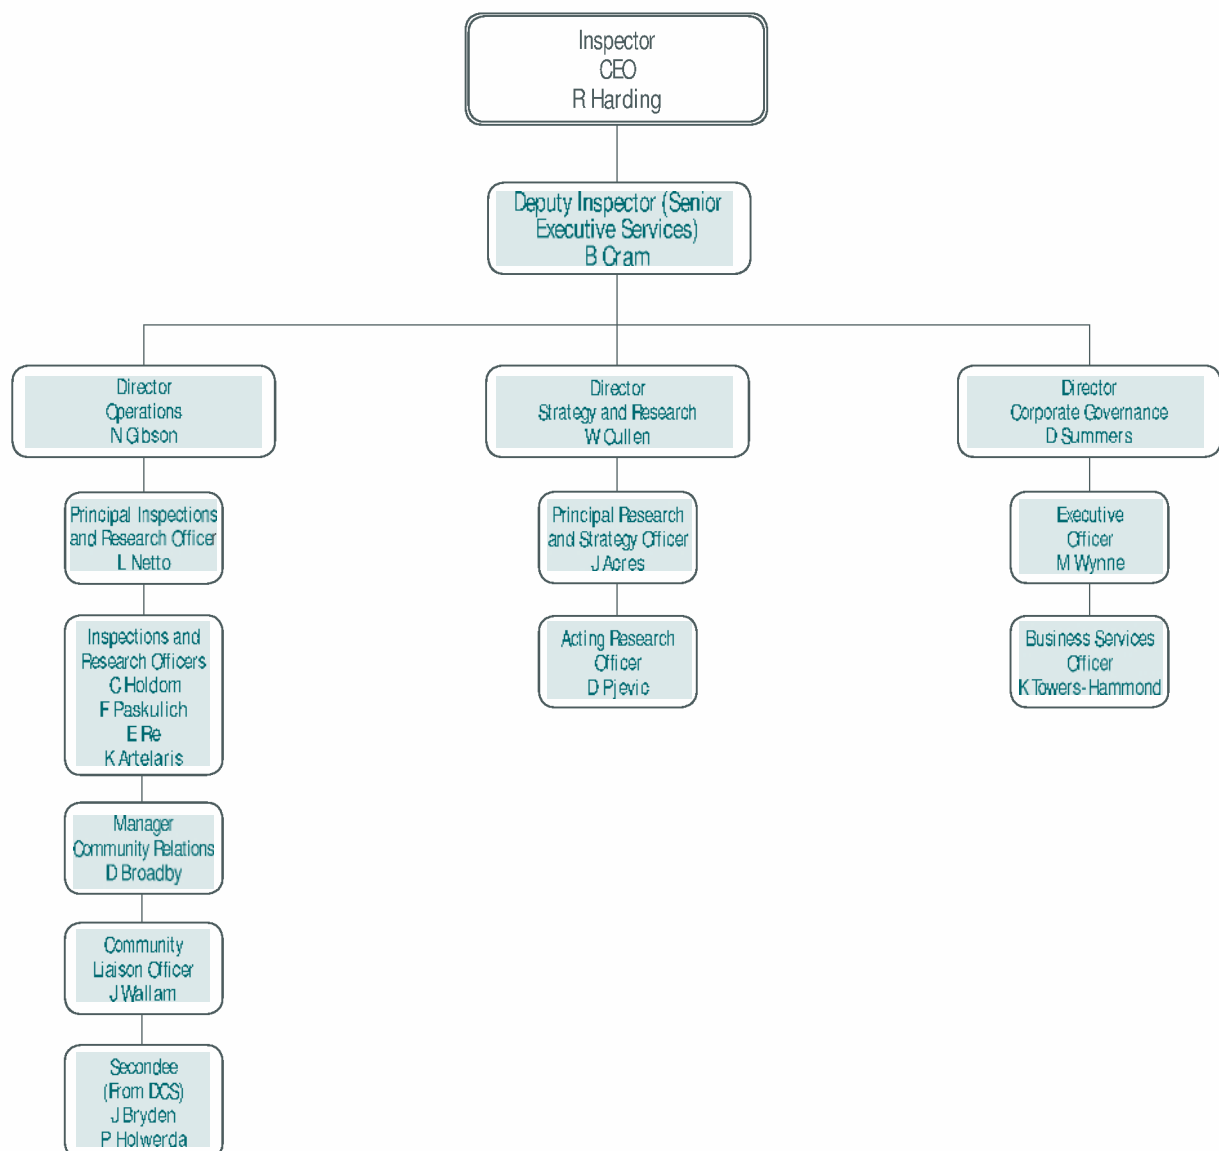 Inspector
CEO
R Harding
Deputy Inspector (Senior
Executive Services)
B Cram
Director
Operations
N Gibson
Director
Strategy and Research
W Cullen
Director
Corporate Governance
D Summers
Principal Inspections
and Research Officer
L Netto
Principal Research
and Strategy Officer
J Acres
Executive
Officer
M Wynne
Inspections and
Research Officers
C Holdom
F Paskulich
E Re
K Artelaris
Acting Research
Officer
D Pjevic
Business Services
Officer
K Towers-Hammond
Manager
Community Relations
D Broadby
Community
Liaison Officer
J Wallam
Secondee
(From DCS)
J Bryden
P Holwerda